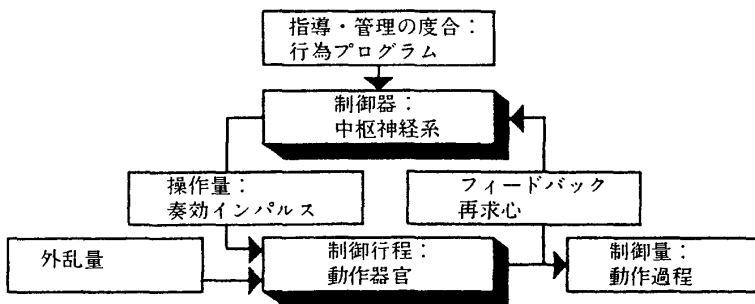 指導・管理の度合：
行為プログラム
制御器：
中枢神経系
操作量：
奏効インパルス
フィードバック
再求心
外乱量
制御行程：
動作器官
制御量：
動作過程